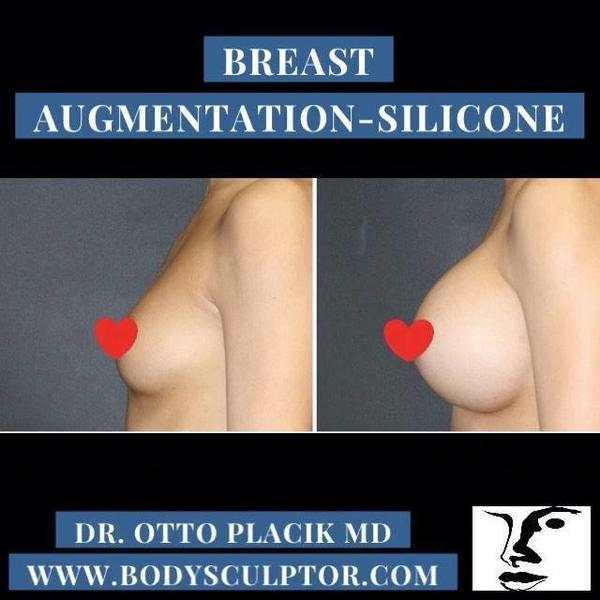 BREAST
AUGMENTATION-SILICONE
DR. OTTO PLACIK MD
WWW.BODYSCULPTOR.COM